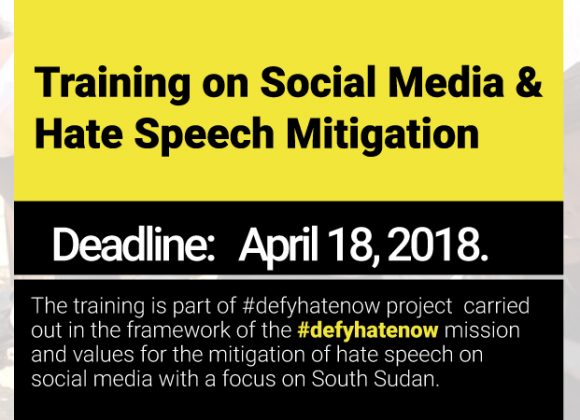 Training on Social Media &
Hate Speech Mitigation
Deadline: April 18, 2018.
The training is part of #defyhatenow project carried
out in the framework of the #defyhatenow mission
and values for the mitigation of hate speech on
social media with a focus on South Sudan.